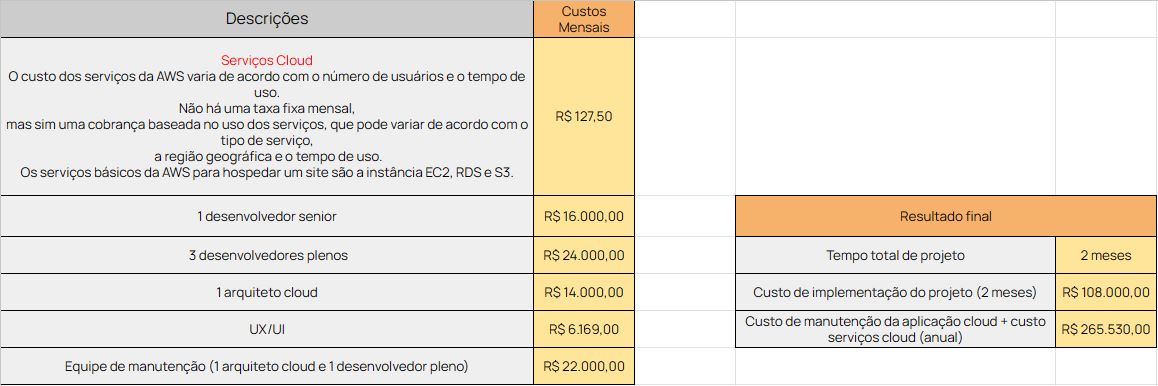 Descrições
Custos
Mensais
Serviços Cloud
O custo dos serviços da AWS varia de acordo com o número de usuários e o tempo de
uso.
Não há uma taxa fixa mensal,
mas sim uma cobrança baseada no uso dos serviços, que pode variar de acordo com o
tipo de serviço,
a região geográfica e o tempo de uso.
Os serviços básicos da AWS para hospedar um site são a instância EC2, RDS e S3.
R$ 127,50
1 desenvolvedor senior
R$ 16.000,00
3 desenvolvedores plenos
R$ 24.000,00
1 arquiteto cloud
R$ 14.000,00
UX/UI
R$ 6.169,00
Equipe de manutenção (1 arquiteto cloud e 1 desenvolvedor pleno)
R$ 22.000,00
Resultado final
Tempo total de projeto
2 meses
Custo de implementação do projeto (2 meses)
R$ 108.000,00
Custo de manutenção da aplicação cloud + custo
serviços cloud (anual)
R$ 265.530,00